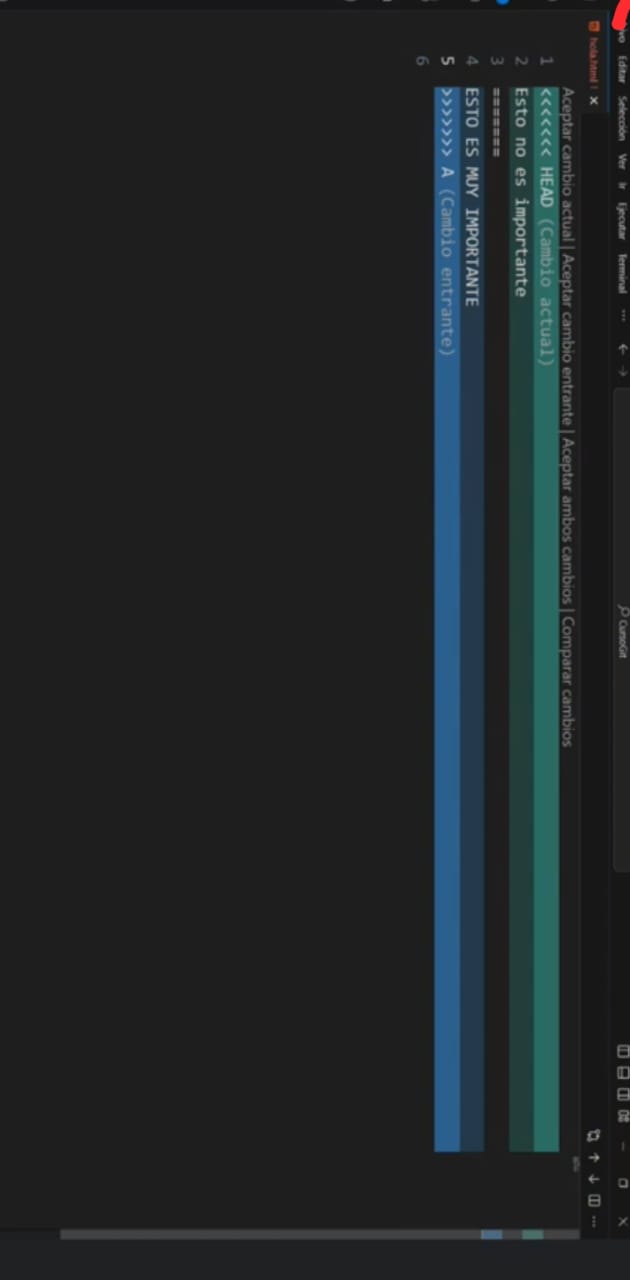 Editar Selección Ver Ir Ejecutar Terminal ··· CursoGit
hola.html !
Aceptar cambio actual | Aceptar cambio entrante | Aceptar ambos cambios | Comparar cambios
1 <<<<<<< HEAD (Cambio actual)
2 Esto no es importante
3 =======
4 ESTO ES MUY IMPORTANTE
5 >>>>>>> A (Cambio entrante)
6